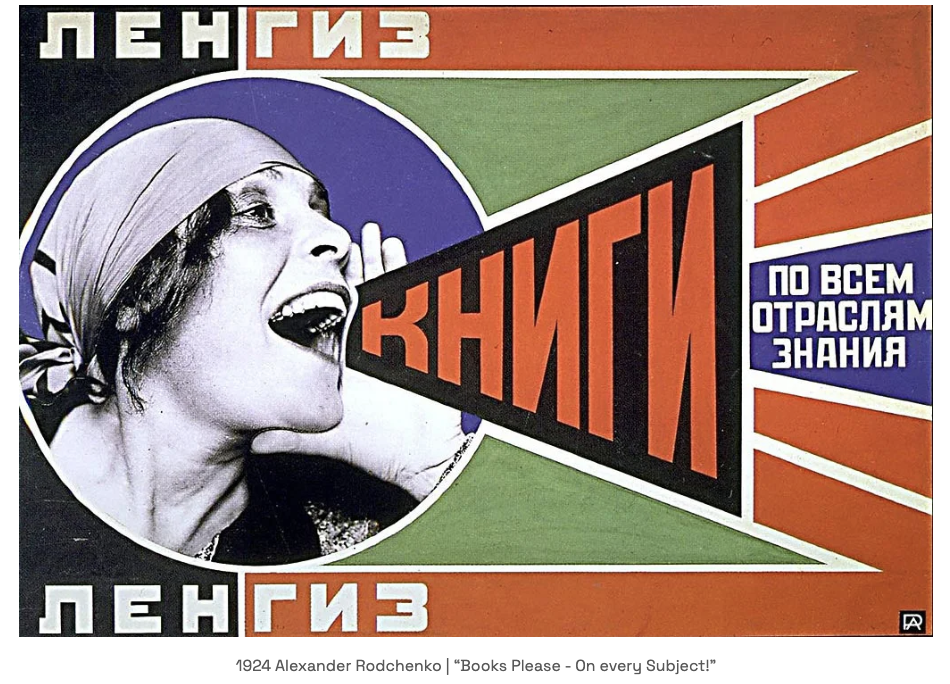 ЛЕНГИЗ
КНИГИ
ПО ВСЕМ
ОТРАСЛЯМ
ЗНАНИЯ
ЛЕНГИЗ
1924 Alexander Rodchenko | “Books Please - On every Subject!”